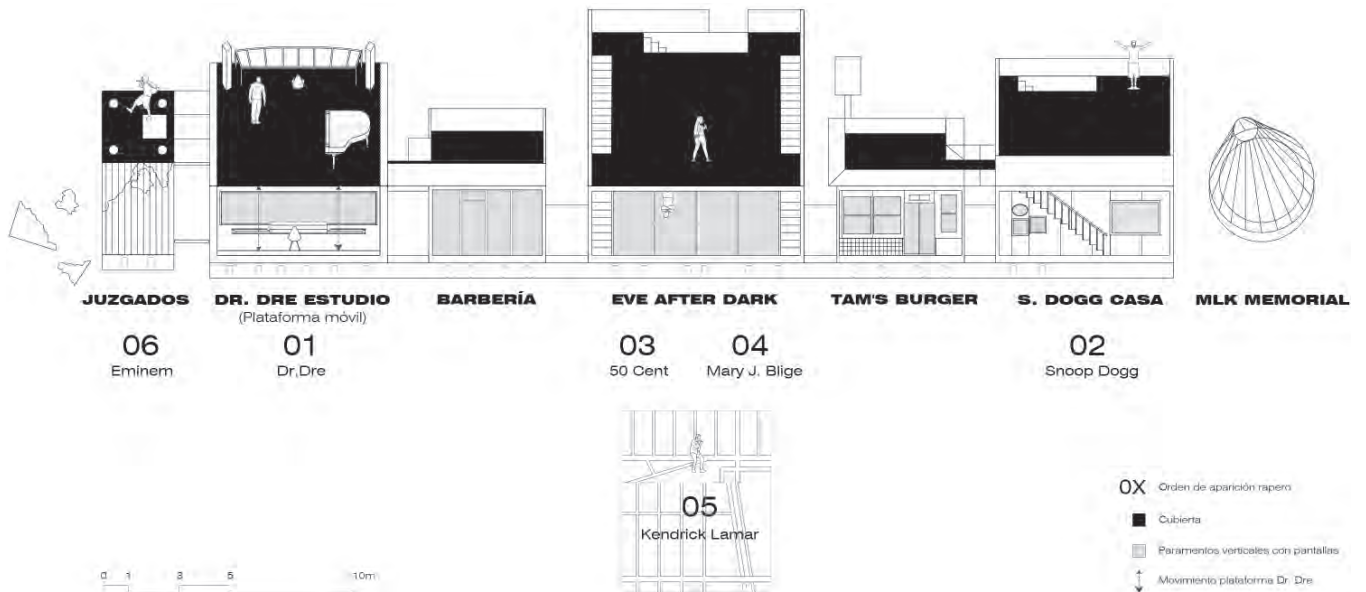 JUZGADOS
DR. DRE ESTUDIO
(Plataforma móvil)
BARBERÍA
EVE AFTER DARK
TAM'S BURGER
S. DOGG CASA
MLK MEMORIAL
06
Eminem
01
Dr,Dre
03
50 Cent
04
Mary J. Blige
02
Snoop Dogg
05
Kendrick Lamar
0X Orden de aparición rapero
Cubierta
Paramentos verticales con pantallas
Movimiento plataforma Dr. Dre
0 1 3 5 10m